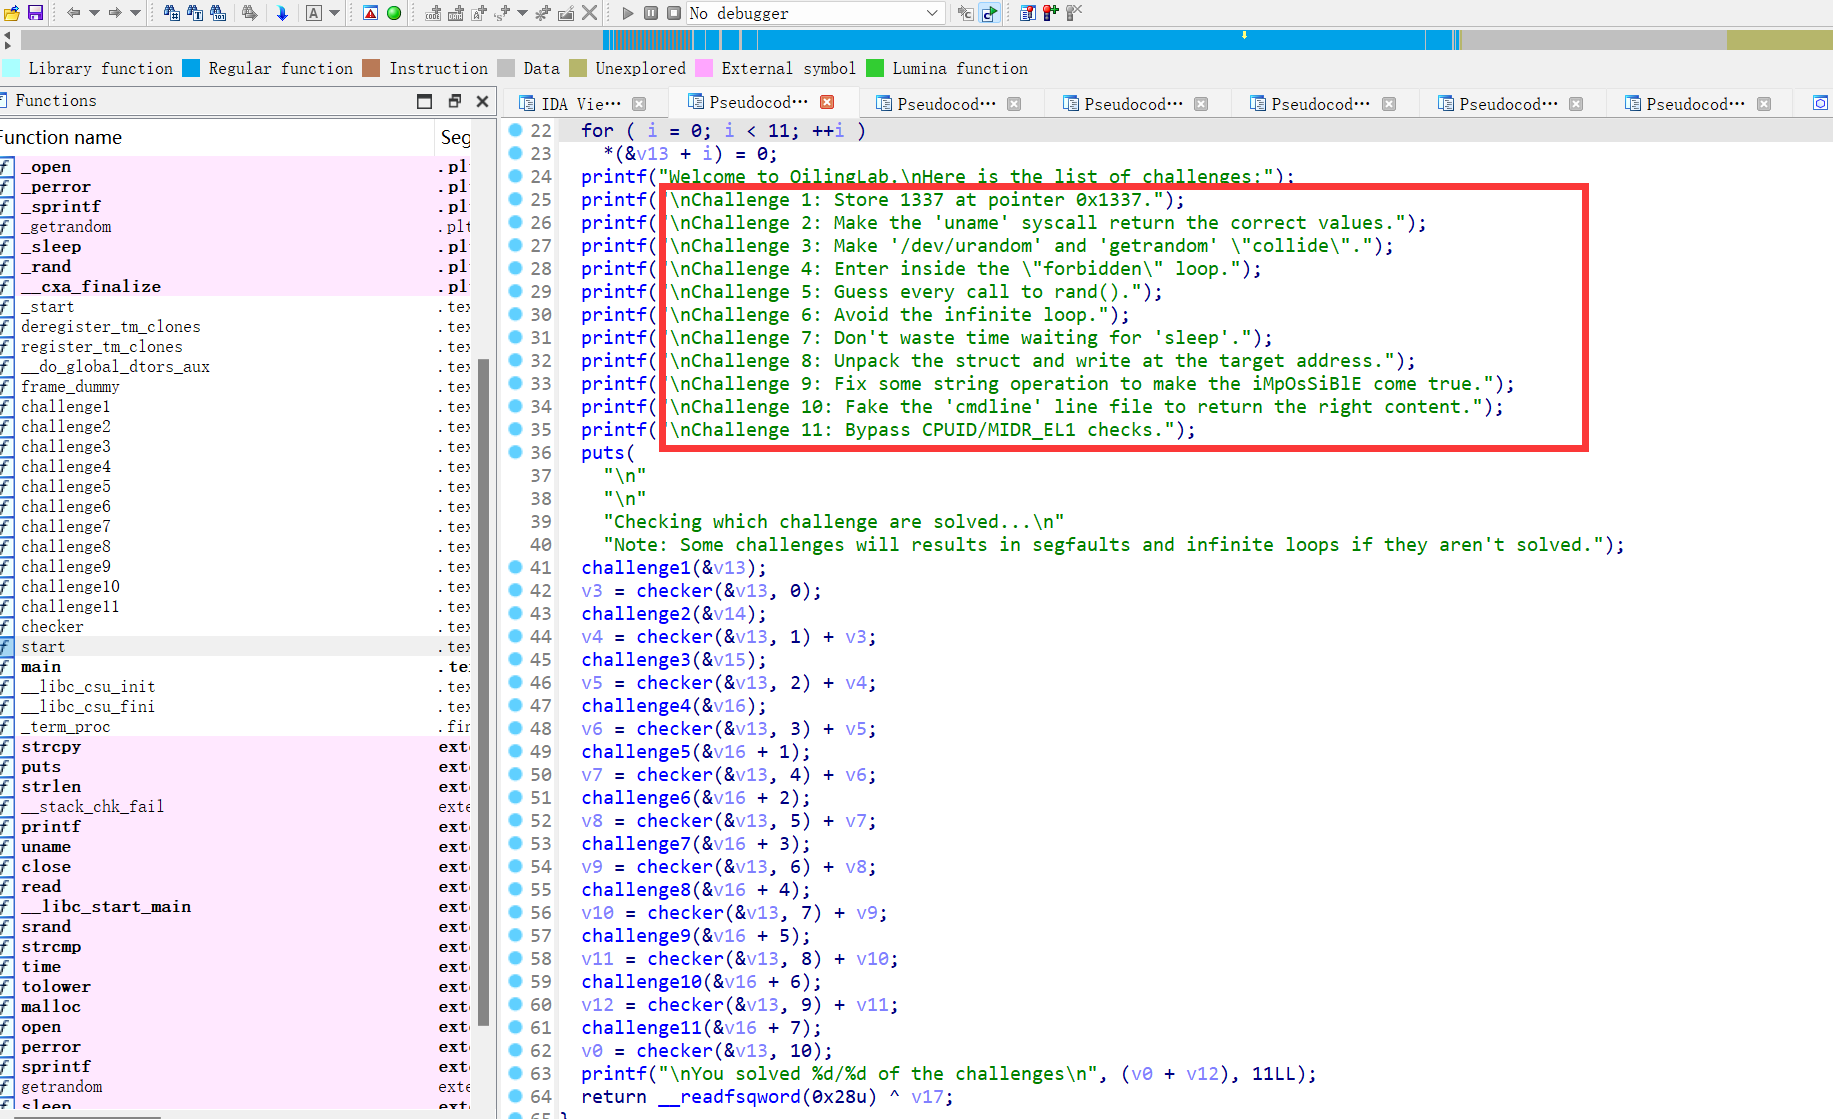 No debugger
Library function Regular function Instruction Data Unexplored External symbol Lumina function
Functions
IDA Vie··· Pseudocod··· Pseudocod··· Pseudocod··· Pseudocod··· Pseudocod··· Pseudocod···
Function name Seg
_open .pl
_perror .pl
_sprintf .pl
_getrandom .plt
_sleep .pl
_rand .pl
__cxa_finalize .pl
_start .tex
deregister_tm_clones .tex
register_tm_clones .tex
__do_global_dtors_aux .tex
frame_dummy .tex
challenge1 .tex
challenge2 .tex
challenge3 .tex
challenge4 .tex
challenge5 .tex
challenge6 .tex
challenge7 .tex
challenge8 .tex
challenge9 .tex
challenge10 .tex
challenge11 .tex
checker .tex
start .tex
main .te
__libc_csu_init .tex
__libc_csu_fini .tex
_term_proc .fin
strcpy ext
puts ext
strlen ext
__stack_chk_fail exte
printf ext
uname ext
close ext
read ext
__libc_start_main ext
srand ext
strcmp ext
time ext
tolower ext
malloc ext
open ext
perror ext
sprintf ext
getrandom exte
sleep ext
22 for ( i = 0; i < 11; ++i )
23 *(&v13 + i) = 0;
24 printf("Welcome to OilingLab.\nHere is the list of challenges:");
25 printf("\nChallenge 1: Store 1337 at pointer 0x1337.");
26 printf("\nChallenge 2: Make the 'uname' syscall return the correct values.");
27 printf("\nChallenge 3: Make '/dev/urandom' and 'getrandom' \"collide\".");
28 printf("\nChallenge 4: Enter inside the \"forbidden\" loop.");
29 printf("\nChallenge 5: Guess every call to rand().");
30 printf("\nChallenge 6: Avoid the infinite loop.");
31 printf("\nChallenge 7: Don't waste time waiting for 'sleep'.");
32 printf("\nChallenge 8: Unpack the struct and write at the target address.");
33 printf("\nChallenge 9: Fix some string operation to make the iMpOsSiBlE come true.");
34 printf("\nChallenge 10: Fake the 'cmdline' line file to return the right content.");
35 printf("\nChallenge 11: Bypass CPUID/MIDR_EL1 checks.");
36 puts(
37 "\n"
38 "\n"
39 "Checking which challenge are solved...\n"
40 "Note: Some challenges will results in segfaults and infinite loops if they aren't solved.");
41 challenge1(&v13);
42 v3 = checker(&v13, 0);
43 challenge2(&v14);
44 v4 = checker(&v13, 1) + v3;
45 challenge3(&v15);
46 v5 = checker(&v13, 2) + v4;
47 challenge4(&v16);
48 v6 = checker(&v13, 3) + v5;
49 challenge5(&v16 + 1);
50 v7 = checker(&v13, 4) + v6;
51 challenge6(&v16 + 2);
52 v8 = checker(&v13, 5) + v7;
53 challenge7(&v16 + 3);
54 v9 = checker(&v13, 6) + v8;
55 challenge8(&v16 + 4);
56 v10 = checker(&v13, 7) + v9;
57 challenge9(&v16 + 5);
58 v11 = checker(&v13, 8) + v10;
59 challenge10(&v16 + 6);
60 v12 = checker(&v13, 9) + v11;
61 challenge11(&v16 + 7);
62 v0 = checker(&v13, 10);
63 printf("\nYou solved %d/%d of the challenges\n", (v0 + v12), 11LL);
64 return __readfsqword(0x28u) ^ v17;
65 }